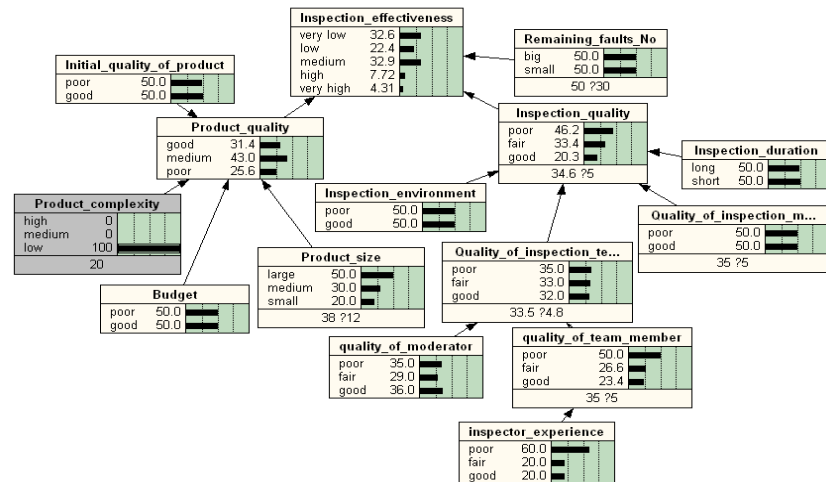 Inspection_effectiveness
very low 32.6
low 22.4
medium 32.9
high 7.72
very high 4.31
Remaining_faults_No
big 50.0
small 50.0
50 ?30
Initial_quality_of_product
poor 50.0
good 50.0
Product_quality
good 31.4
medium 43.0
poor 25.6
Inspection_quality
poor 46.2
fair 33.4
good 20.3
34.6 ?5
Inspection_duration
long 50.0
short 50.0
Product_complexity
high 0
medium 0
low 100
20
Inspection_environment
poor 50.0
good 50.0
Quality_of_inspection_m...
poor 50.0
good 50.0
35 ?5
Product_size
large 50.0
medium 30.0
small 20.0
38 ?12
Quality_of_inspection_te...
poor 35.0
fair 33.0
good 32.0
33.5 ?4.8
Budget
poor 50.0
good 50.0
quality_of_moderator
poor 35.0
fair 29.0
good 36.0
quality_of_team_member
poor 50.0
fair 26.6
good 23.4
35 ?5
inspector_experience
poor 60.0
fair 20.0
good 20.0